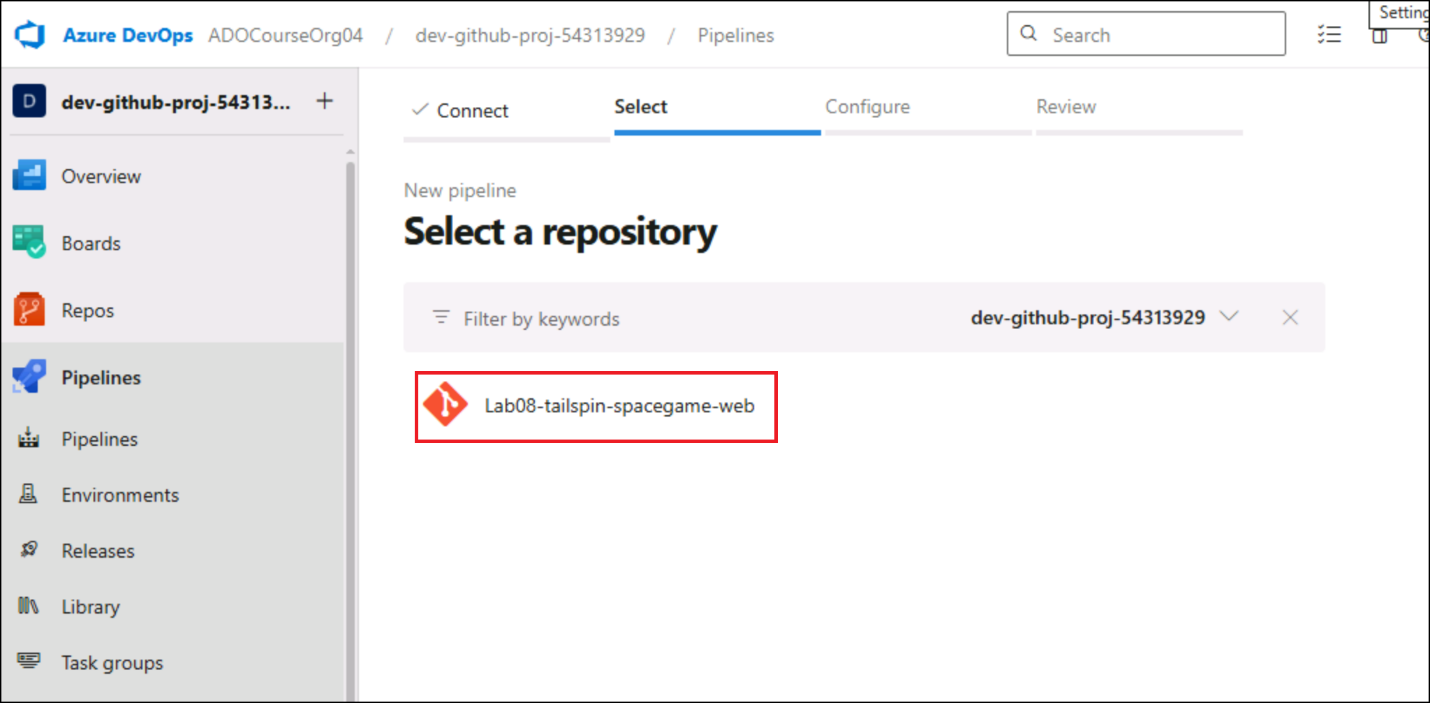 Azure DevOps ADOCourseOrg04 / dev-github-proj-54313929 / Pipelines
Search
Setting
D dev-github-proj-54313... +
Overview
Boards
Repos
Pipelines
Pipelines
Environments
Releases
Library
Task groups
Connect Select Configure Review
New pipeline
Select a repository
Filter by keywords dev-github-proj-54313929
Lab08-tailspin-spacegame-web